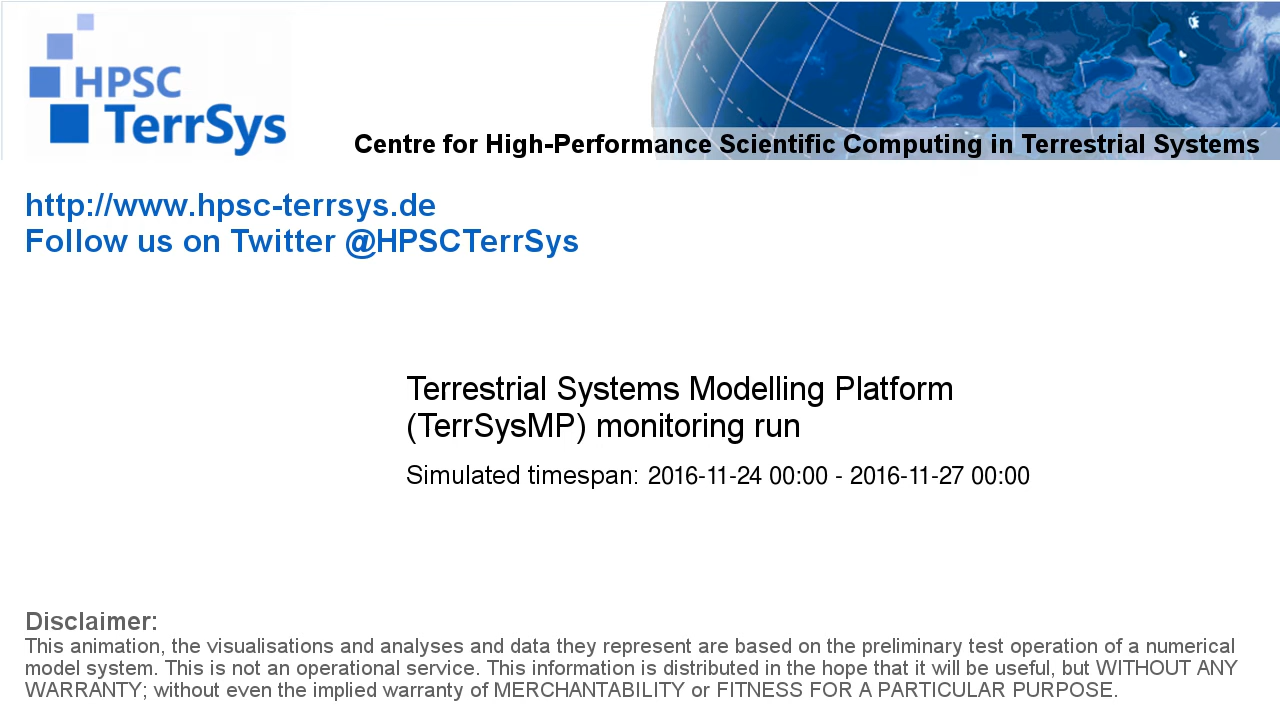 HPSC
TerrSys
Centre for High-Performance Scientific Computing in Terrestrial Systems
http://www.hpsc-terrsys.de
Follow us on Twitter @HPSCTerrSys
Terrestrial Systems Modelling Platform
(TerrSysMP) monitoring run
Simulated timespan: 2016-11-24 00:00 - 2016-11-27 00:00
Disclaimer:
This animation, the visualisations and analyses and data they represent are based on the preliminary test operation of a numerical
model system. This is not an operational service. This information is distributed in the hope that it will be useful, but WITHOUT ANY
WARRANTY; without even the implied warranty of MERCHANTABILITY or FITNESS FOR A PARTICULAR PURPOSE.